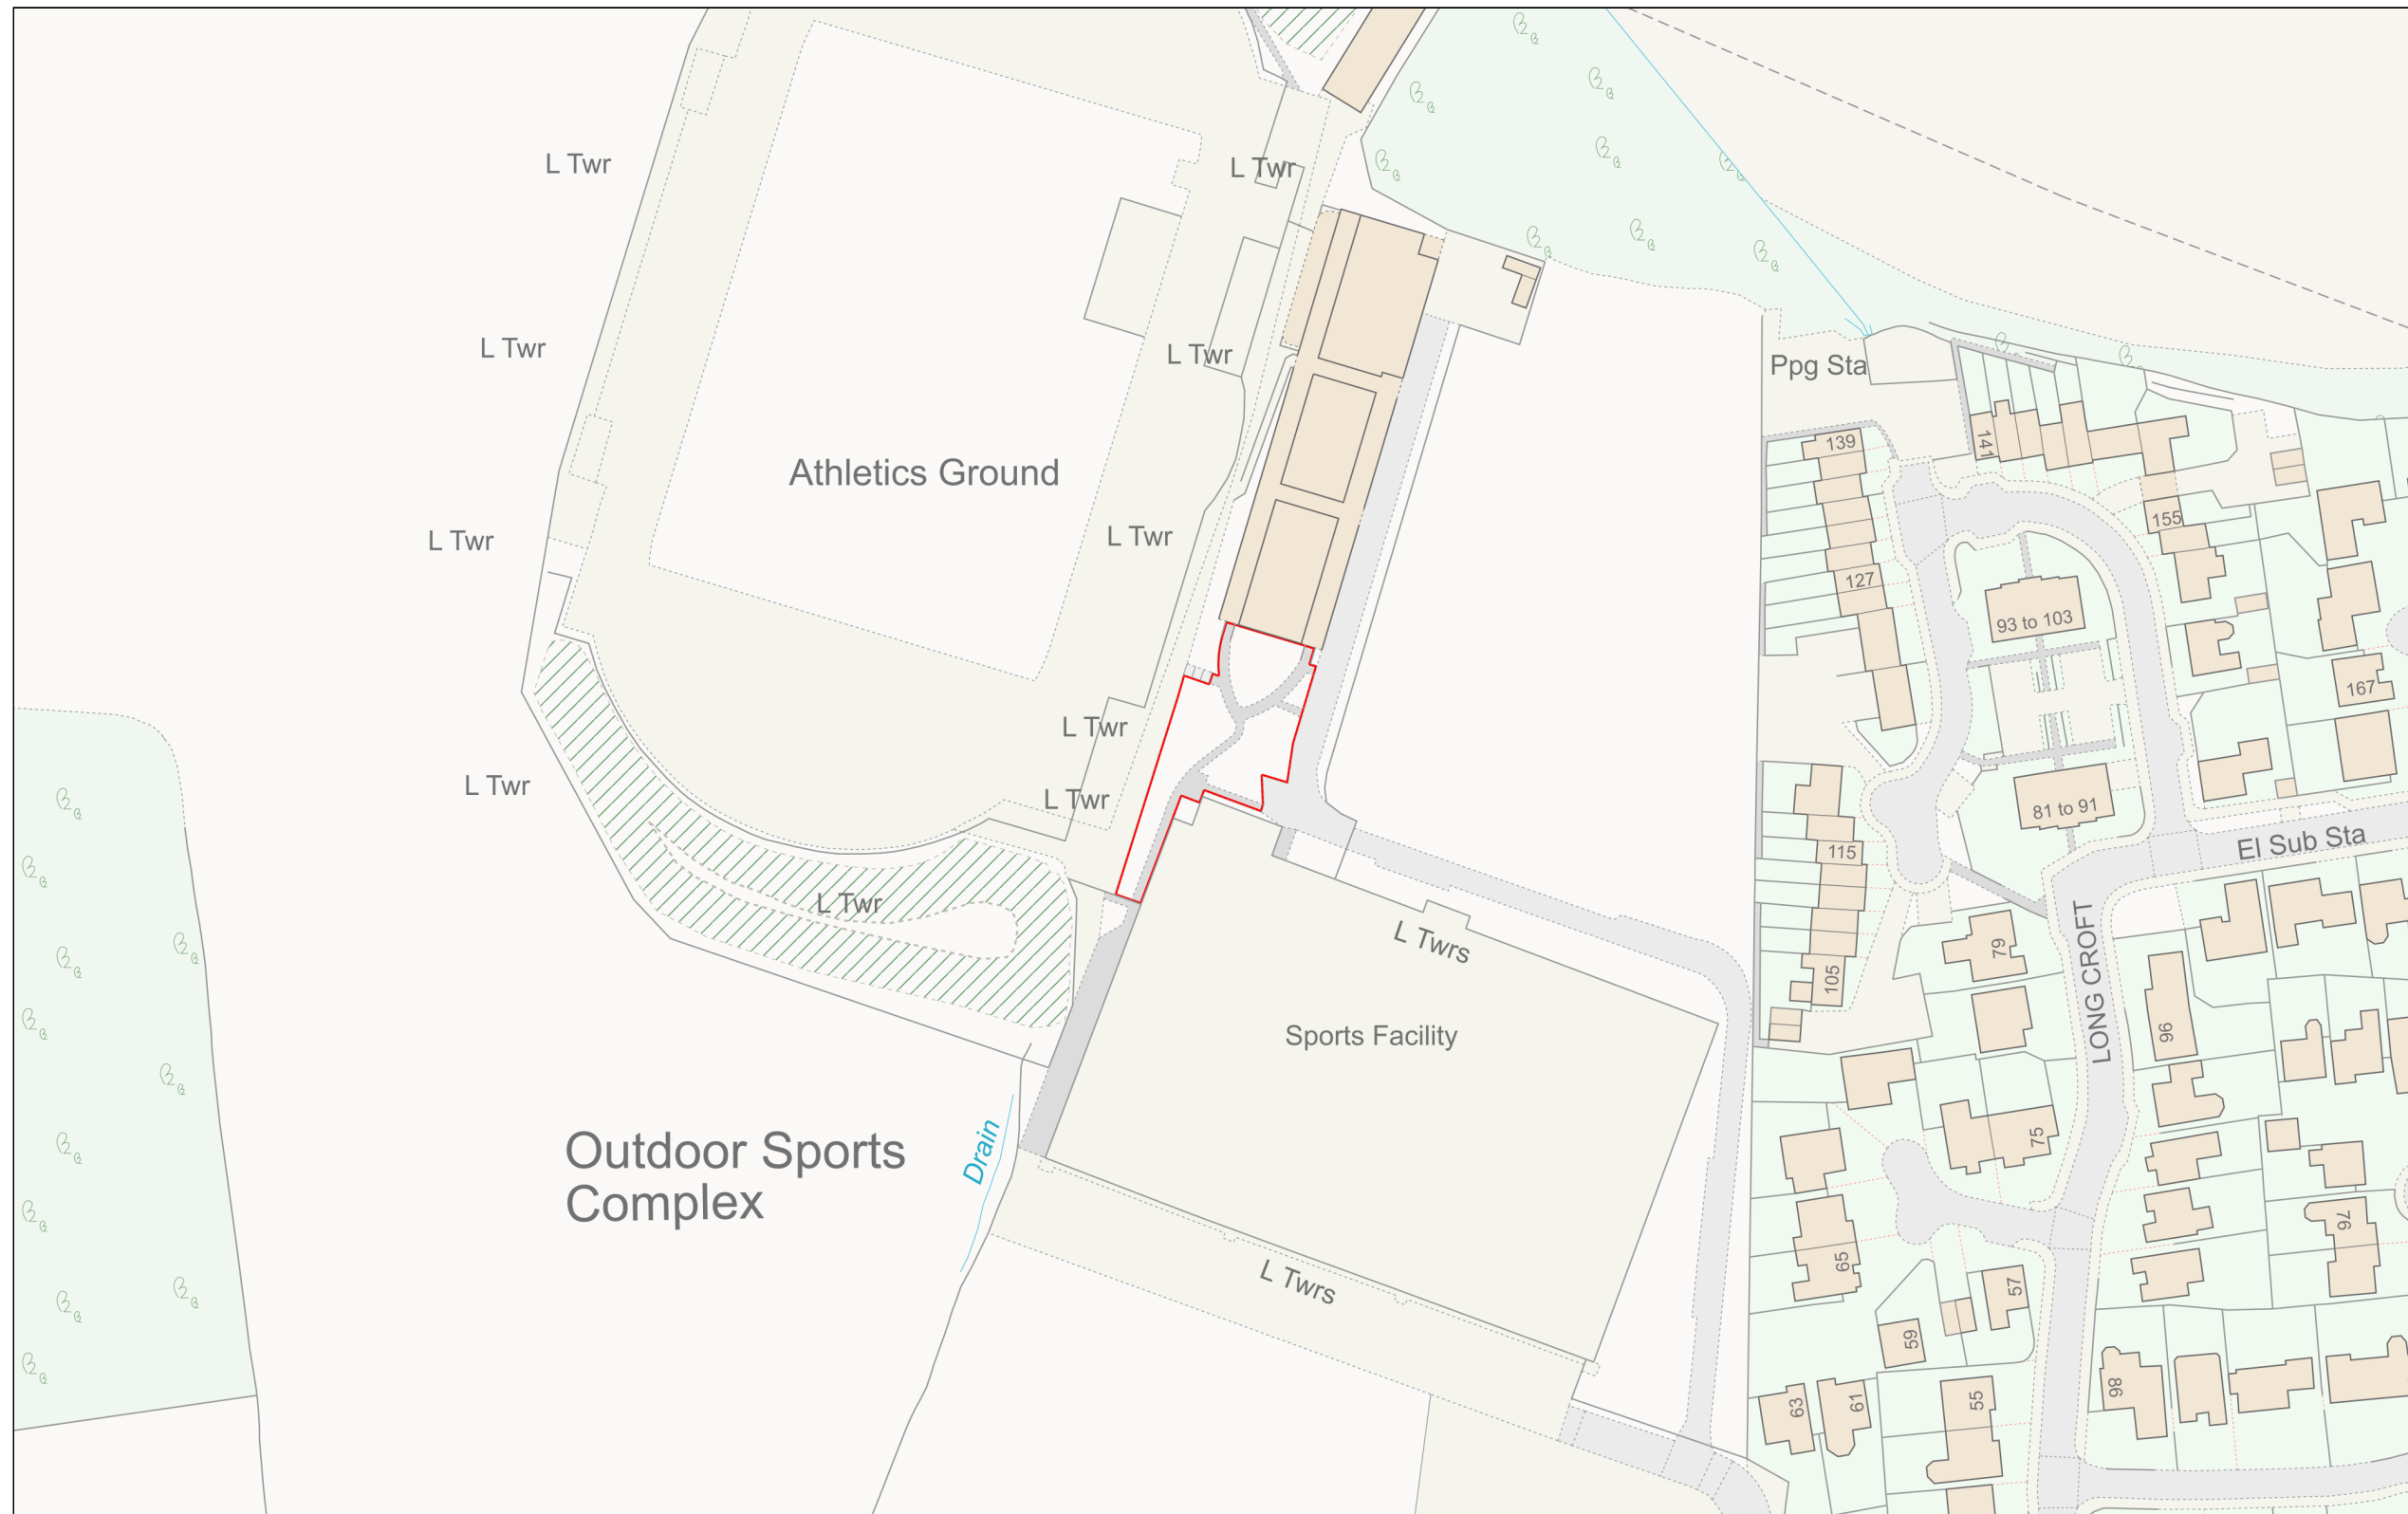 L Twr
L Twr
L Twr
L Twr
Ppg Sta
139
141
Athletics Ground
155
L Twr
L Twr
127
93 to 103
167
L Twr
L Twr
L Twr
81 to 91
El Sub Sta
115
L Twr
L Twrs
79
LONG CROFT
105
96
Sports Facility
Outdoor Sports
Complex
Drain
75
76
65
L Twrs
57
59
98
55
61
63